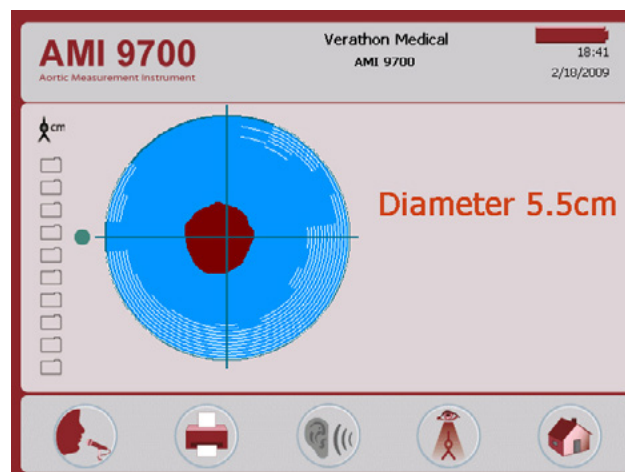 AMI 9700
Aortic Measurement Instrument
Verathon Medical
AMI 9700
18:41
2/18/2009
cm
Diameter 5.5cm